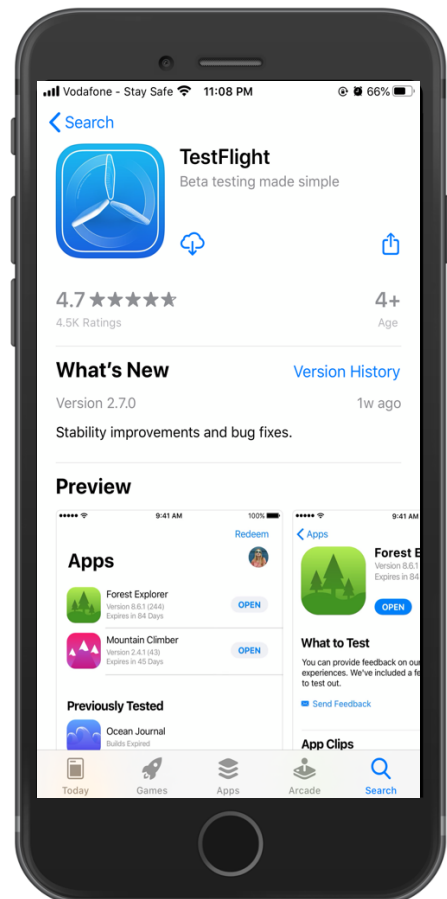 Vodafone - Stay Safe 11:08 PM 66%
Search
TestFlight
Beta testing made simple
4.7 4+
4.5K Ratings Age
What's New Version History
Version 2.7.0 1w ago
Stability improvements and bug fixes.
Preview
9:41 AM 100%
Redeem
Apps
Forest Explorer
Version 8.6.1 (244)
Expires in 84 Days
OPEN
Mountain Climber
Version 2.4.1 (43)
Expires in 45 Days
OPEN
Previously Tested
Ocean Journal
Builds Expired
9:41 AM
Apps
Forest E
Version 8.6.1
Expires in 84
OPEN
What to Test
You can provide feedback on ou
experiences. We've included a fe
to test out.
Send Feedback
App Clips
Today Games Apps Arcade Search